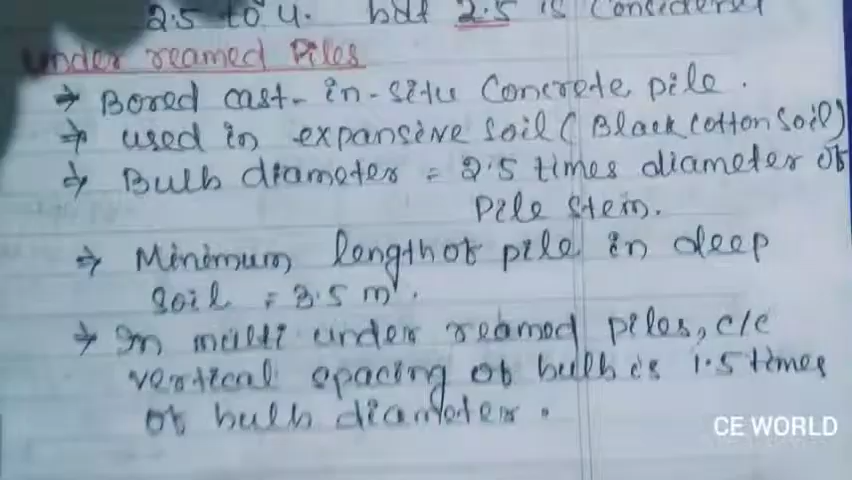 2.5 to 4. but 2.5 is considered
under reamed Piles
→ Bored cast-in-situ concrete pile.
→ used in expansive soil (Black cotton soil)
→ Bulb diameter = 2.5 times diameter of
pile stem.
→ Minimum length of pile in deep
soil = 3.5 m.
→ In multi under reamed piles, c/c
vertical spacing of bulb is 1.5 times
of bulb diameter.
CE WORLD